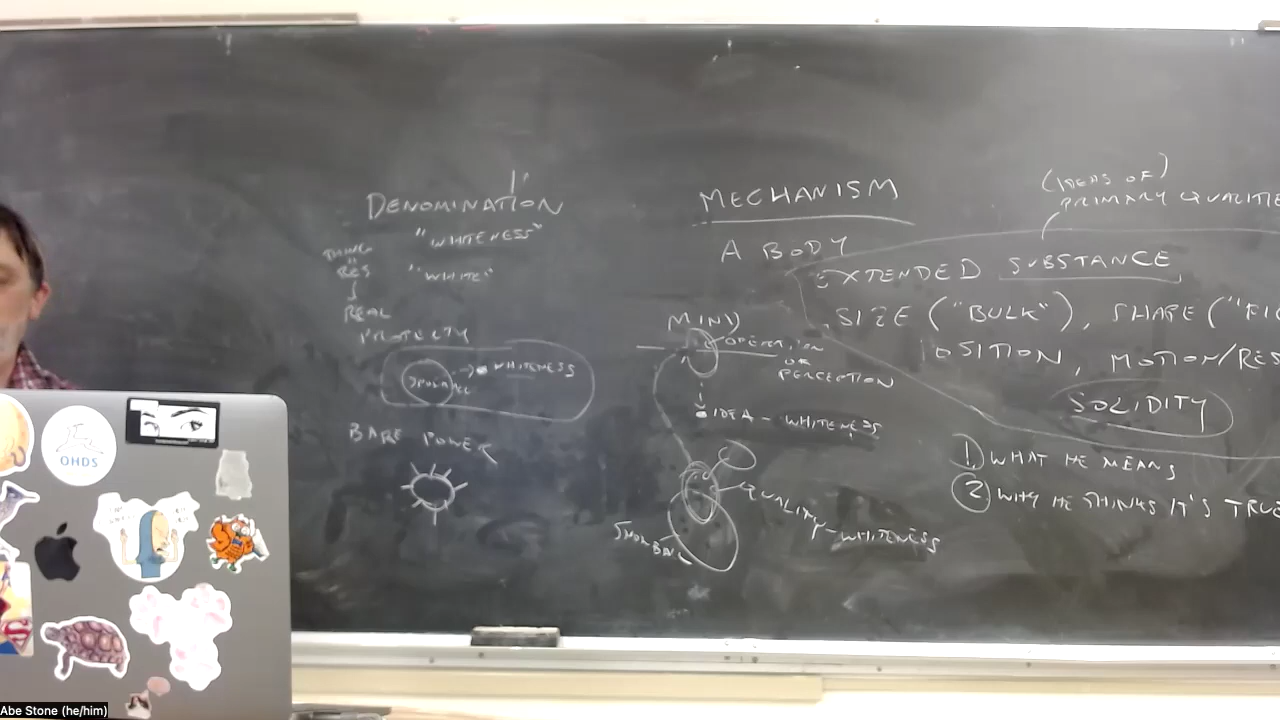 DENOMINATION
"WHITENESS"
"WHITE"
THING
RES
REAL
PROPERTY
WHITENESS
BARE POWER
MECHANISM
A BODY
EXTENDED SUBSTANCE
SIZE ("BULK"), SHAPE ("FIG
POSITION, MOTION/RES
SOLIDITY
(IDEAS OF)
PRIMARY QUALITIE
MIND
OPERATION
OR
PERCEPTION
IDEA - WHITENESS
QUALITY - WHITENESS
SNOWBALL
1. WHAT HE MEANS
2 WHY HE THINKS IT'S TRUE
OHDS
Abe Stone (he/him)